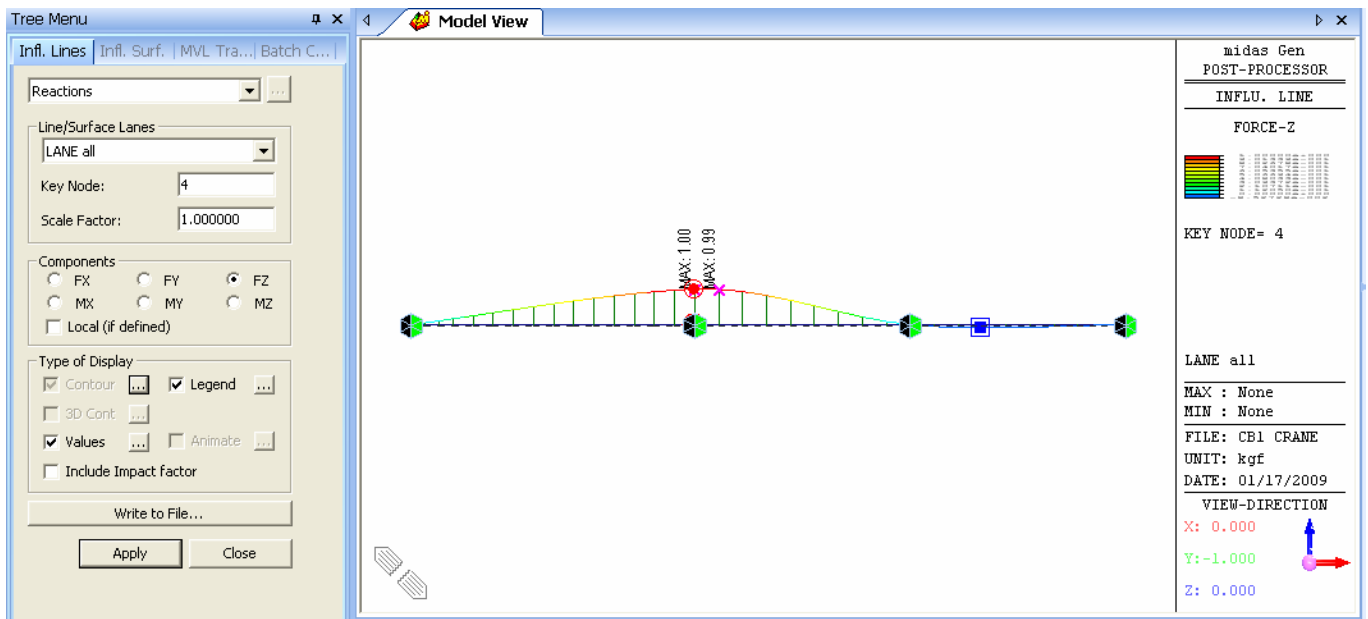 Tree Menu
Infl. Lines
Infl. Surf.
MVL Tra...
Batch C...
Reactions
...
Line/Surface Lanes
LANE all
Key Node:
4
Scale Factor:
1.000000
Components
FX
FY
FZ
MX
MY
MZ
Local (if defined)
Type of Display
Contour
...
Legend
...
3D Cont
...
Values
...
Animate
...
Include Impact factor
Write to File...
Apply
Close
Model View
MAX: 1.00
MAX: 0.99
midas Gen
POST-PROCESSOR
INFLU. LINE
FORCE-Z
KEY NODE= 4
LANE all
MAX : None
MIN : None
FILE: CB1 CRANE
UNIT: kgf
DATE: 01/17/2009
VIEW-DIRECTION
X: 0.000
Y:-1.000
Z: 0.000